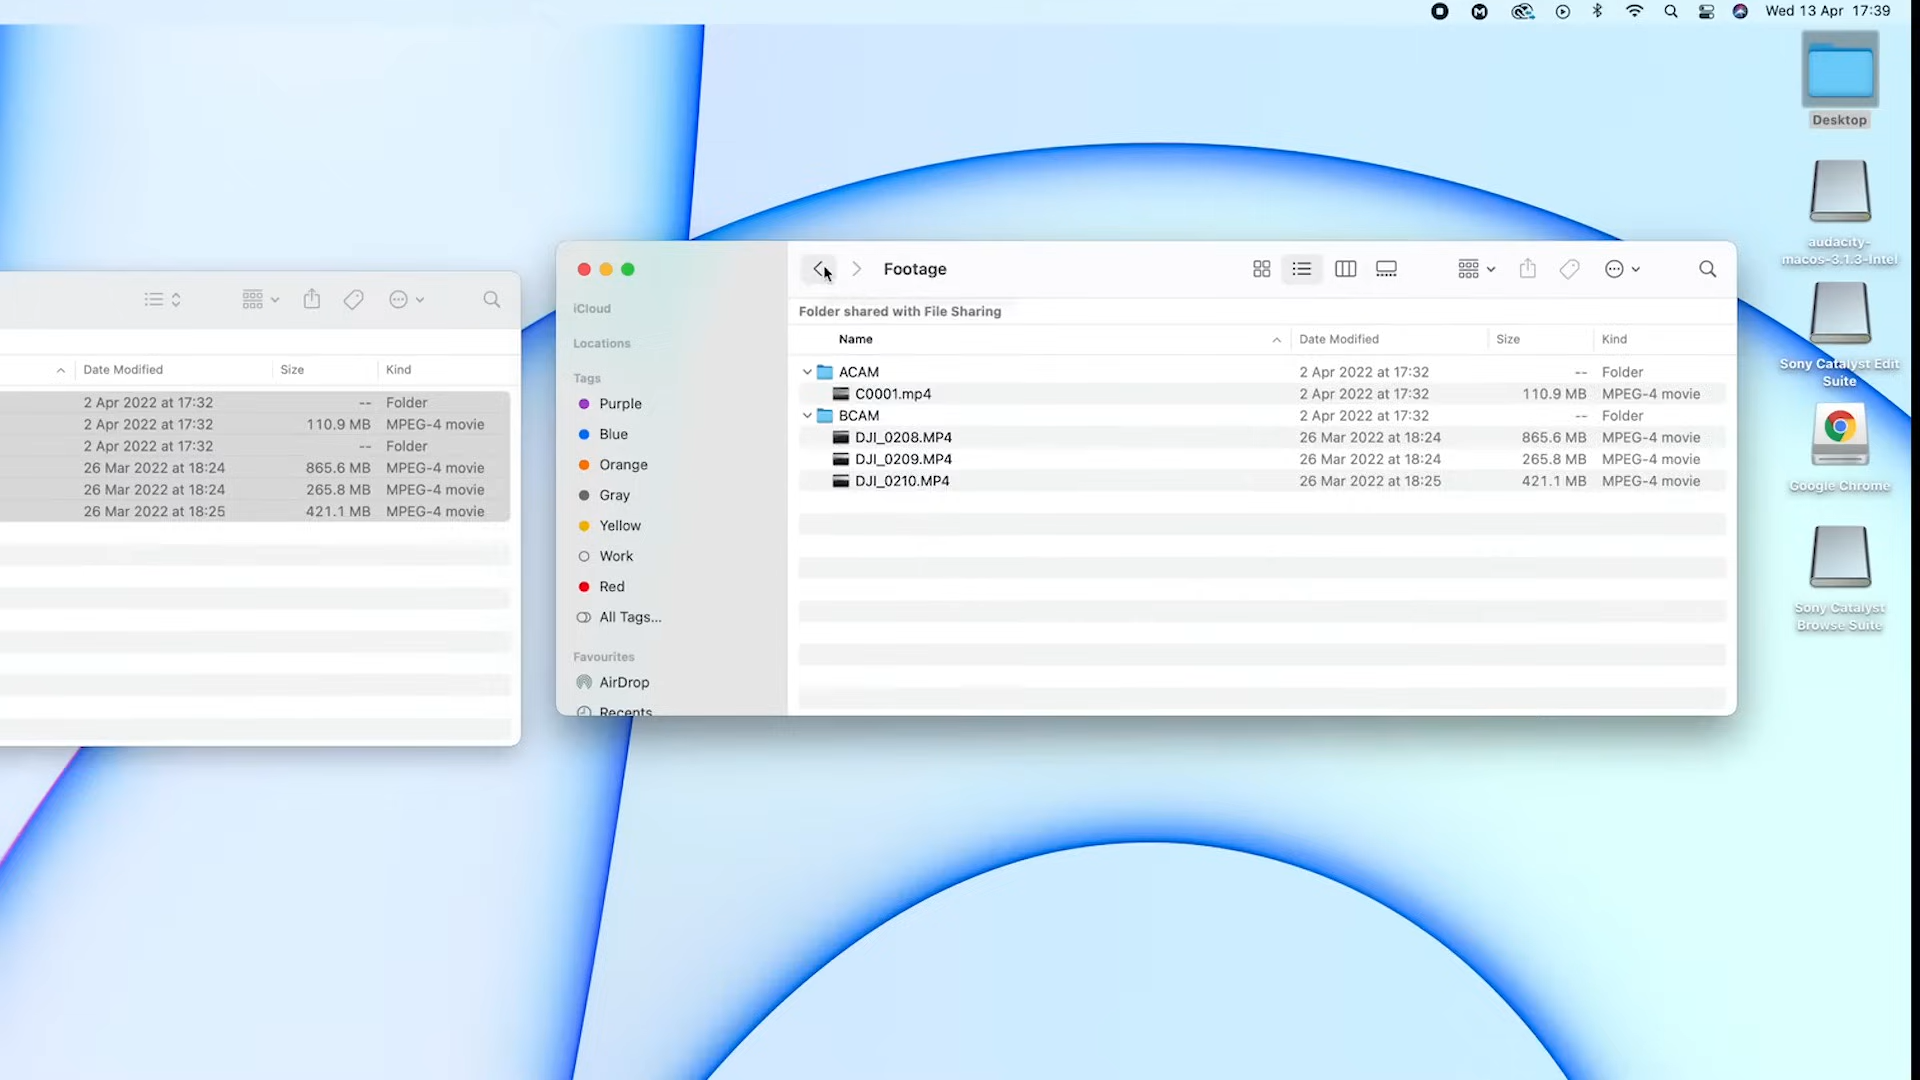 Wed 13 Apr 17:39
Desktop
audacity-
macos-3.1.3-Intel
Sony Catalyst Edit
Suite
Google Chrome
Sony Catalyst
Browse Suite
Date Modified Size Kind
2 Apr 2022 at 17:32 -- Folder
2 Apr 2022 at 17:32 110.9 MB MPEG-4 movie
2 Apr 2022 at 17:32 -- Folder
26 Mar 2022 at 18:24 865.6 MB MPEG-4 movie
26 Mar 2022 at 18:24 265.8 MB MPEG-4 movie
26 Mar 2022 at 18:25 421.1 MB MPEG-4 movie
iCloud
Locations
Tags
Purple
Blue
Orange
Gray
Yellow
Work
Red
All Tags...
Favourites
AirDrop
Recents
Footage
Folder shared with File Sharing
Name Date Modified Size Kind
ACAM 2 Apr 2022 at 17:32 -- Folder
C0001.mp4 2 Apr 2022 at 17:32 110.9 MB MPEG-4 movie
BCAM 2 Apr 2022 at 17:32 -- Folder
DJI_0208.MP4 26 Mar 2022 at 18:24 865.6 MB MPEG-4 movie
DJI_0209.MP4 26 Mar 2022 at 18:24 265.8 MB MPEG-4 movie
DJI_0210.MP4 26 Mar 2022 at 18:25 421.1 MB MPEG-4 movie